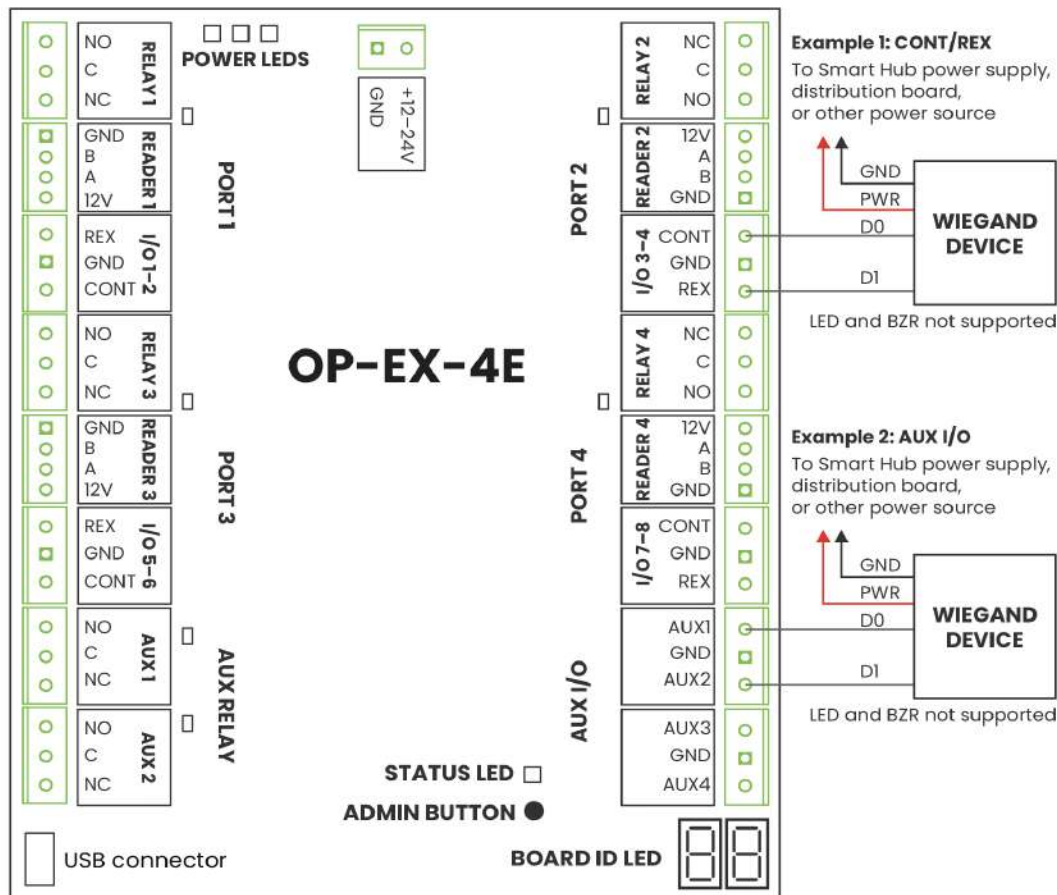 NO
C
NC
RELAY 1
POWER LEDS
GND
+12-24V
RELAY 2
NC
C
NO
GND
B
A
12V
READER 1
PORT 1
PORT 2
READER 2
12V
A
B
GND
REX
GND
CONT
I/O 1-2
I/O 3-4
CONT
GND
REX
NO
C
NC
RELAY 3
OP-EX-4E
RELAY 4
NC
C
NO
GND
B
A
12V
READER 3
PORT 3
PORT 4
READER 4
12V
A
B
GND
REX
GND
CONT
I/O 5-6
I/O 7-8
CONT
GND
REX
NO
C
NC
AUX 1
AUX RELAY
AUX I/O
AUX1
GND
AUX2
NO
C
NC
AUX 2
AUX3
GND
AUX4
STATUS LED
ADMIN BUTTON
USB connector
BOARD ID LED
88
Example 1: CONT/REX
To Smart Hub power supply,
distribution board,
or other power source
GND
PWR
D0
D1
WIEGAND
DEVICE
LED and BZR not supported
Example 2: AUX I/O
To Smart Hub power supply,
distribution board,
or other power source
GND
PWR
D0
D1
WIEGAND
DEVICE
LED and BZR not supported